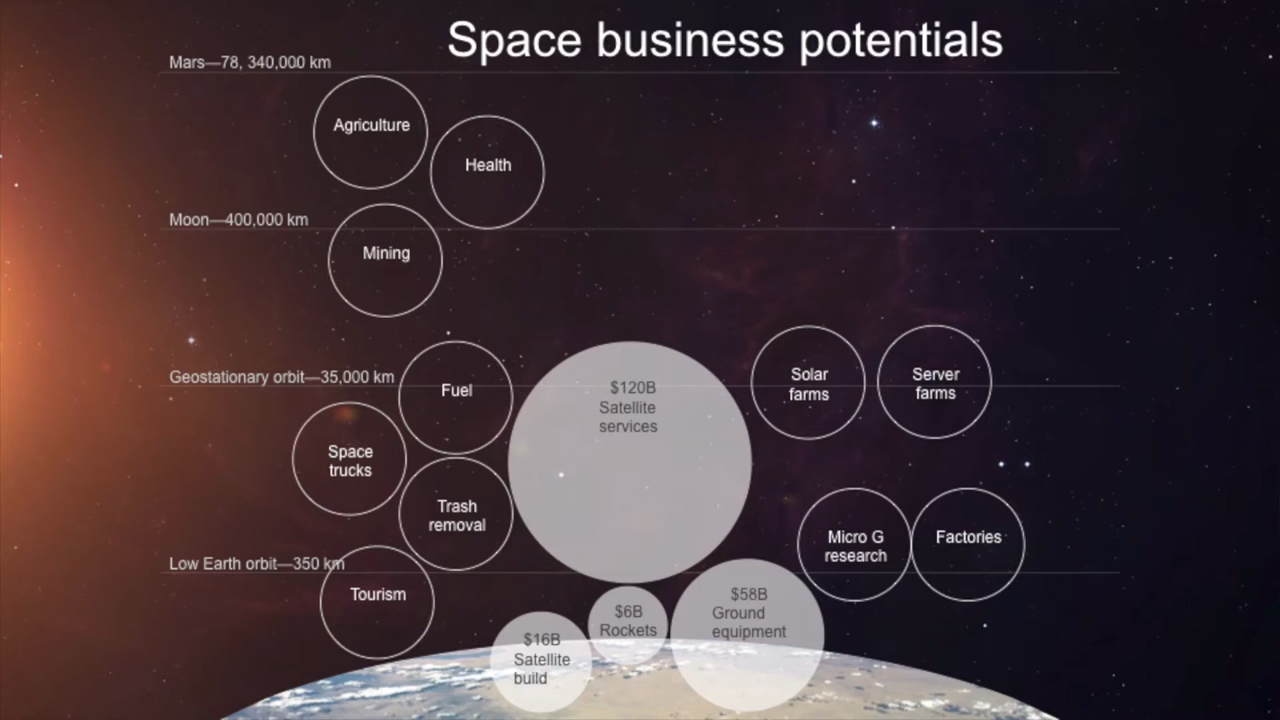 Space business potentials
Mars—78, 340,000 km
Agriculture
Health
Moon—400,000 km
Mining
Geostationary orbit—35,000 km
Fuel
$120B
Satellite
services
Solar
farms
Server
farms
Space
trucks
Trash
removal
Micro G
research
Factories
Low Earth orbit—350 km
Tourism
$16B
Satellite
build
$6B
Rockets
$58B
Ground
equipment